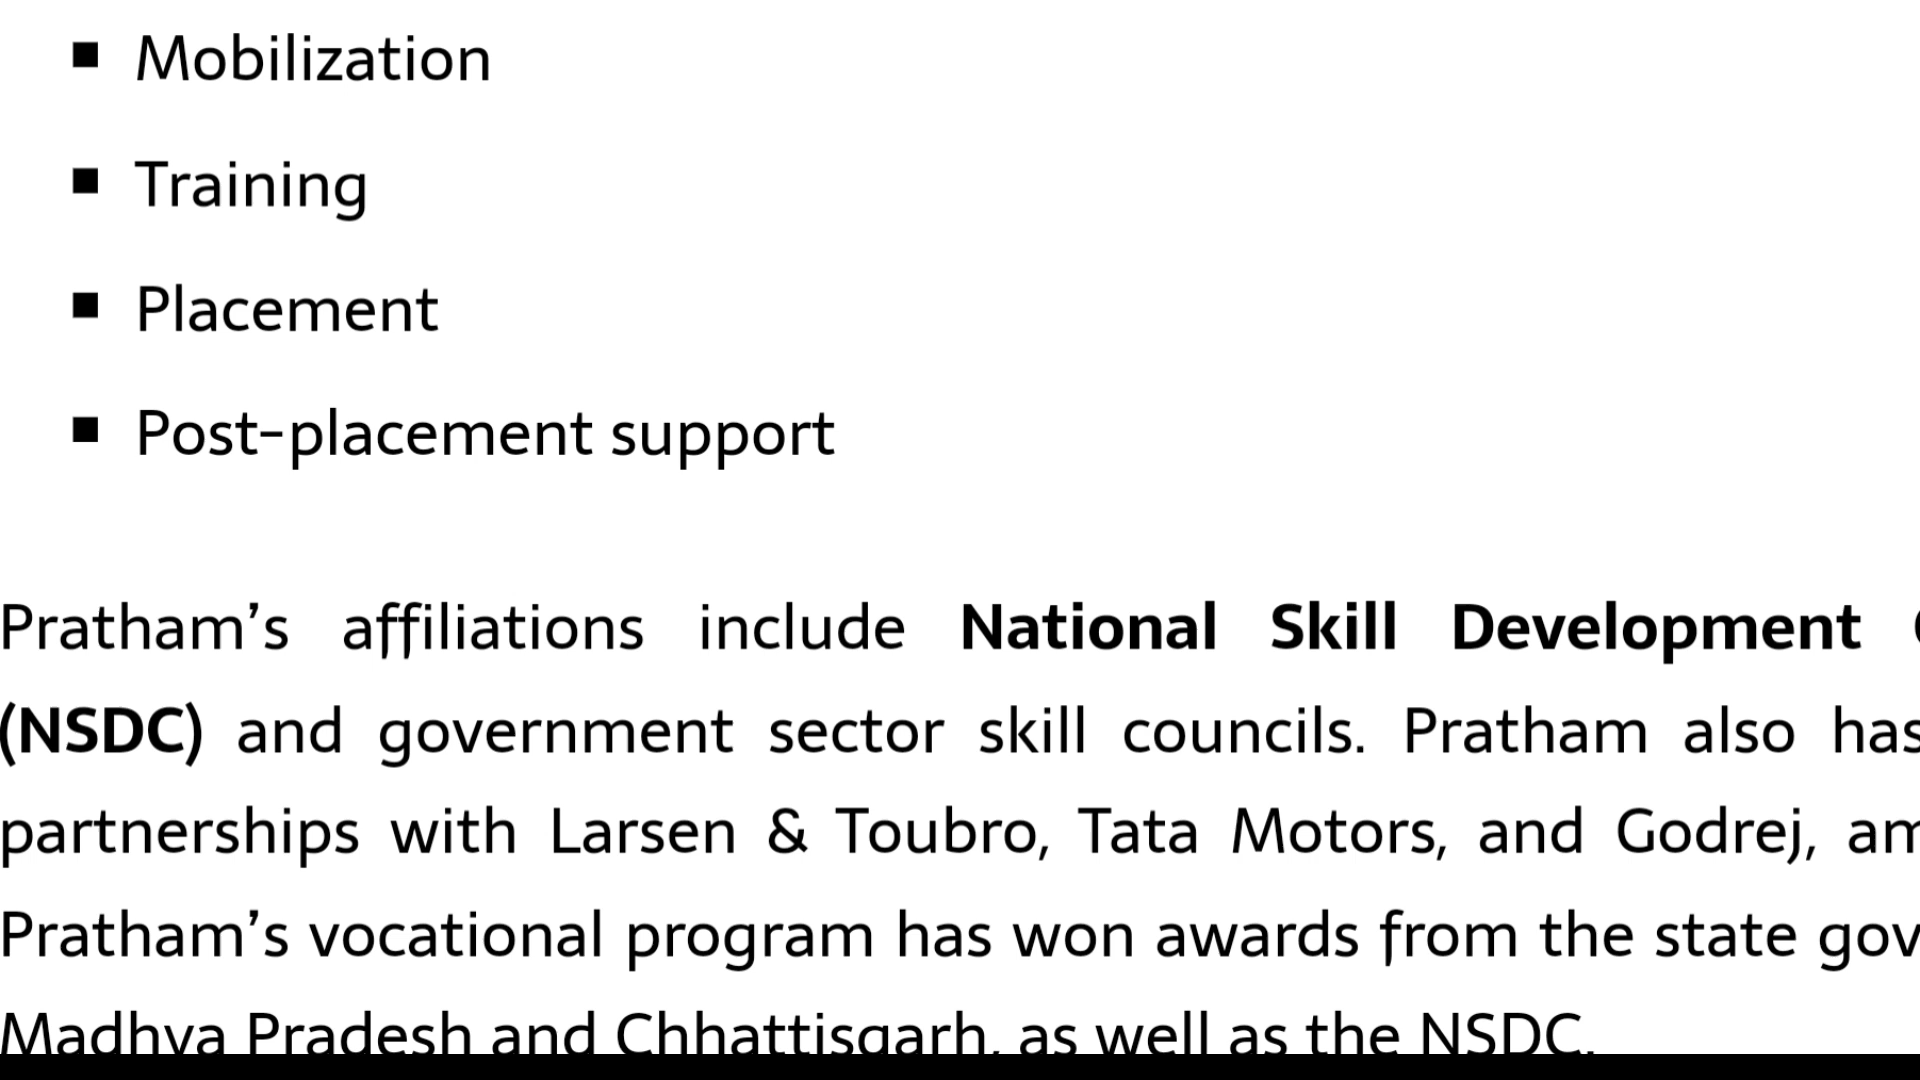 ▪ Mobilization
▪ Training
▪ Placement
▪ Post-placement support
Pratham’s affiliations include National Skill Development
(NSDC) and government sector skill councils. Pratham also has
partnerships with Larsen & Toubro, Tata Motors, and Godrej,
Pratham’s vocational program has won awards from the state
Madhya Pradesh and Chhattisgarh, as well as the NSDC.